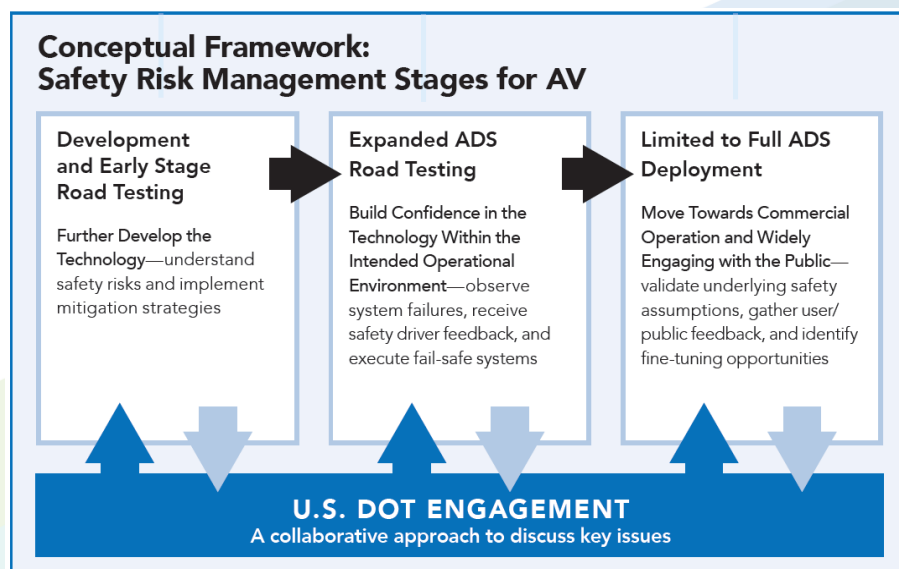 Conceptual Framework:
Safety Risk Management Stages for AV
Development
and Early Stage
Road Testing
Further Develop the
Technology—understand
safety risks and implement
mitigation strategies
Expanded ADS
Road Testing
Build Confidence in the
Technology Within the
Intended Operational
Environment—observe
system failures, receive
safety driver feedback, and
execute fail-safe systems
Limited to Full ADS
Deployment
Move Towards Commercial
Operation and Widely
Engaging with the Public—
validate underlying safety
assumptions, gather user/
public feedback, and identify
fine-tuning opportunities
U.S. DOT ENGAGEMENT
A collaborative approach to discuss key issues